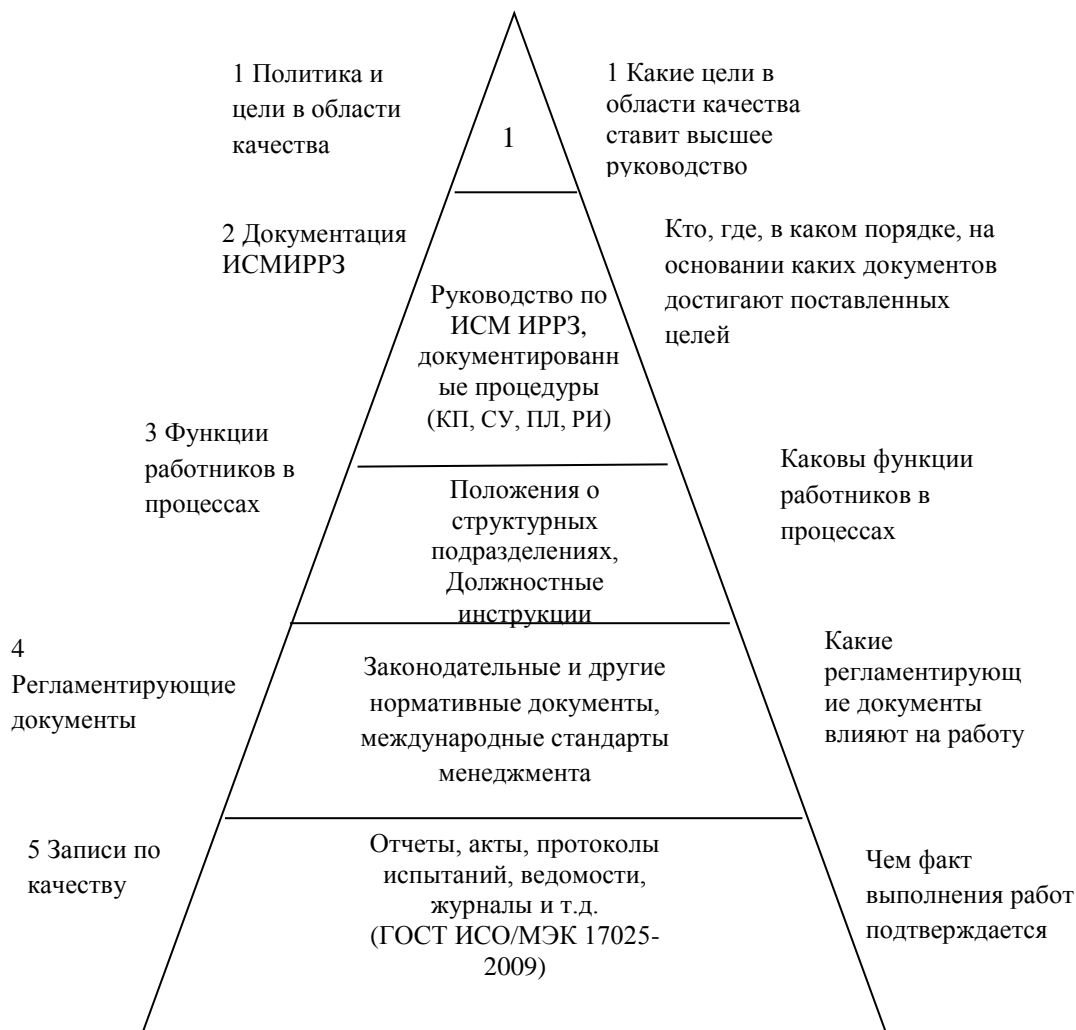 1 Политика и
цели в области
качества
1
1 Какие цели в
области качества
ставит высшее
руководство
2 Документация
ИСМИРРЗ
Руководство по
ИСМ ИРРЗ,
документированн
ые процедуры
(КП, СУ, ПЛ, РИ)
Кто, где, в каком порядке, на
основании каких документов
достигают поставленных
целей
3 Функции
работников в
процессах
Положения о
структурных
подразделениях,
Должностные
инструкции
Каковы функции
работников в
процессах
4
Регламентирующие
документы
Законодательные и другие
нормативные документы,
международные стандарты
менеджмента
Какие
регламентирующ
ие документы
влияют на работу
5 Записи по
качеству
Отчеты, акты, протоколы
испытаний, ведомости,
журналы и т.д.
(ГОСТ ИСО/МЭК 17025-
2009)
Чем факт
выполнения работ
подтверждается